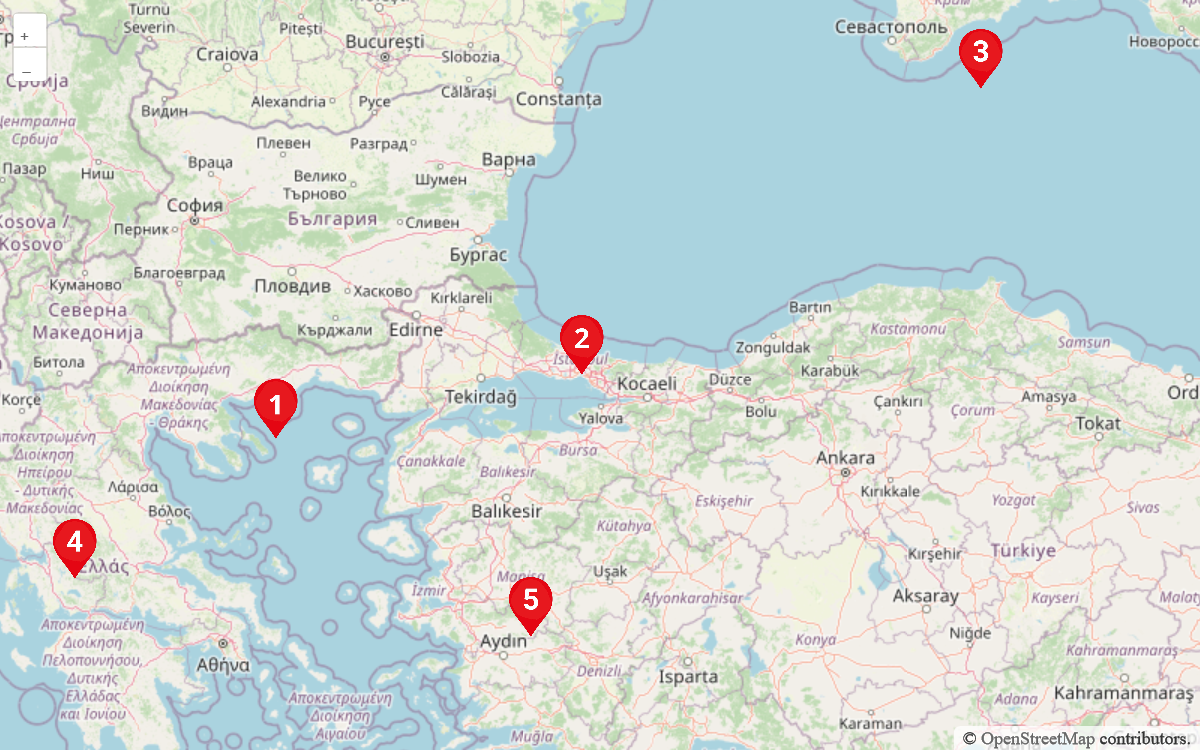 +
−
Turnu
Severin
Pitești
Craiova
București
Slobozia
Călărași
Constanța
Alexandria
Русе
Видин
Севастополь
3
Новоросс
Србија
Централна
Србија
Плевен
Разград
Враца
Варна
Пазар
Ниш
Велико
Търново
Шумен
София
България
Сливен
Kosova /
Kosovo
Перник
Бургас
Благоевград
Куманово
Пловдив
Хасково
Kırklareli
Северна
Македонија
Кърджали
Edirne
2
İstanbul
Bartın
Kastamonu
Zonguldak
Samsun
Битола
Αποκεντρωμένη
Διοίκηση
Μακεδονίας
- Θράκης
Karabük
Korçë
1
Tekirdağ
Kocaeli
Düzce
Yalova
Bolu
Çankırı
Amasya
Ord
Çorum
Tokat
Αποκεντρωμένη
Διοίκηση
Ηπείρου
- Δυτικής
Μακεδονίας
Çanakkale
Bursa
Balıkesir
Ankara
Λάρισα
Βόλος
Balıkesir
Eskişehir
Kırıkkale
Yozgat
Sivas
Kütahya
4
Ελλάς
Manisa
Uşak
Kırşehir
Türkiye
İzmir
5
Afyonkarahisar
Aksaray
Kayseri
Malaty
Αποκεντρωμένη
Διοίκηση
Πελοποννήσου,
Δυτικής
Ελλάδας
και Ιονίου
Αθήνα
Aydın
Konya
Niğde
Denizli
Isparta
Kahramanmaraş
Αποκεντρωμένη
Διοίκηση
Αιγαίου
Adana
Kahramanmaraş
Muğla
Karaman
© OpenStreetMap contributors.